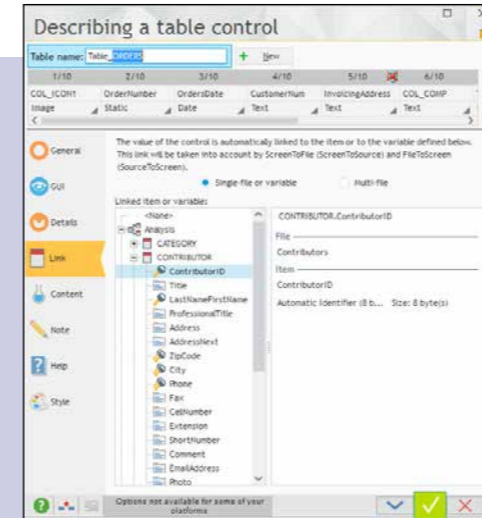 Describing a table control
Table name: Table_ORDERS + New
1/10 2/10 3/10 4/10 5/10 6/10
COL_ICON1 OrderNumber OrdersDate CustomerNum InvoicingAddress COL_COMP
Image Static Date Text Text Text
The value of the control is automatically linked to the item or to the variable defined below.
This link will be taken into account by ScreenToFile (ScreenToSource) and FileToScreen
(SourceToScreen).
Single-file or variable Multi-file
General
GUI
Details
Link
Content
Note
Help
Style
Linked item or variable:
<None>
Analysis
CATEGORY
CONTRIBUTOR
ContributorID
Title
LastNameFirstName
ProfessionalTitle
Address
AddressNext
ZipCode
City
Phone
Fax
CellNumber
Extension
ShortNumber
Comment
EmailAddress
Photo
CONTRIBUTOR.ContributorID
File
Contributors
Item
ContributorID
Automatic Identifier (8 b... Size: 8 byte(s)
Options not available for some of your
platforms